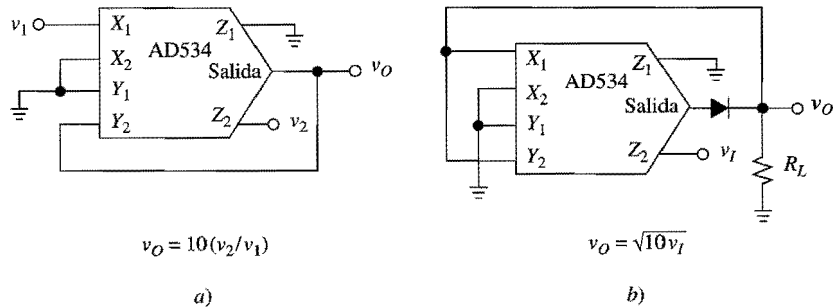 v1
X1
X2
Y1
Y2
AD534
Salida
Z1
Z2
v2
vO
vO = 10(v2/v1)
a)
X1
X2
Y1
Y2
AD534
Salida
Z1
Z2
vI
vO
RL
vO = √10vI
b)